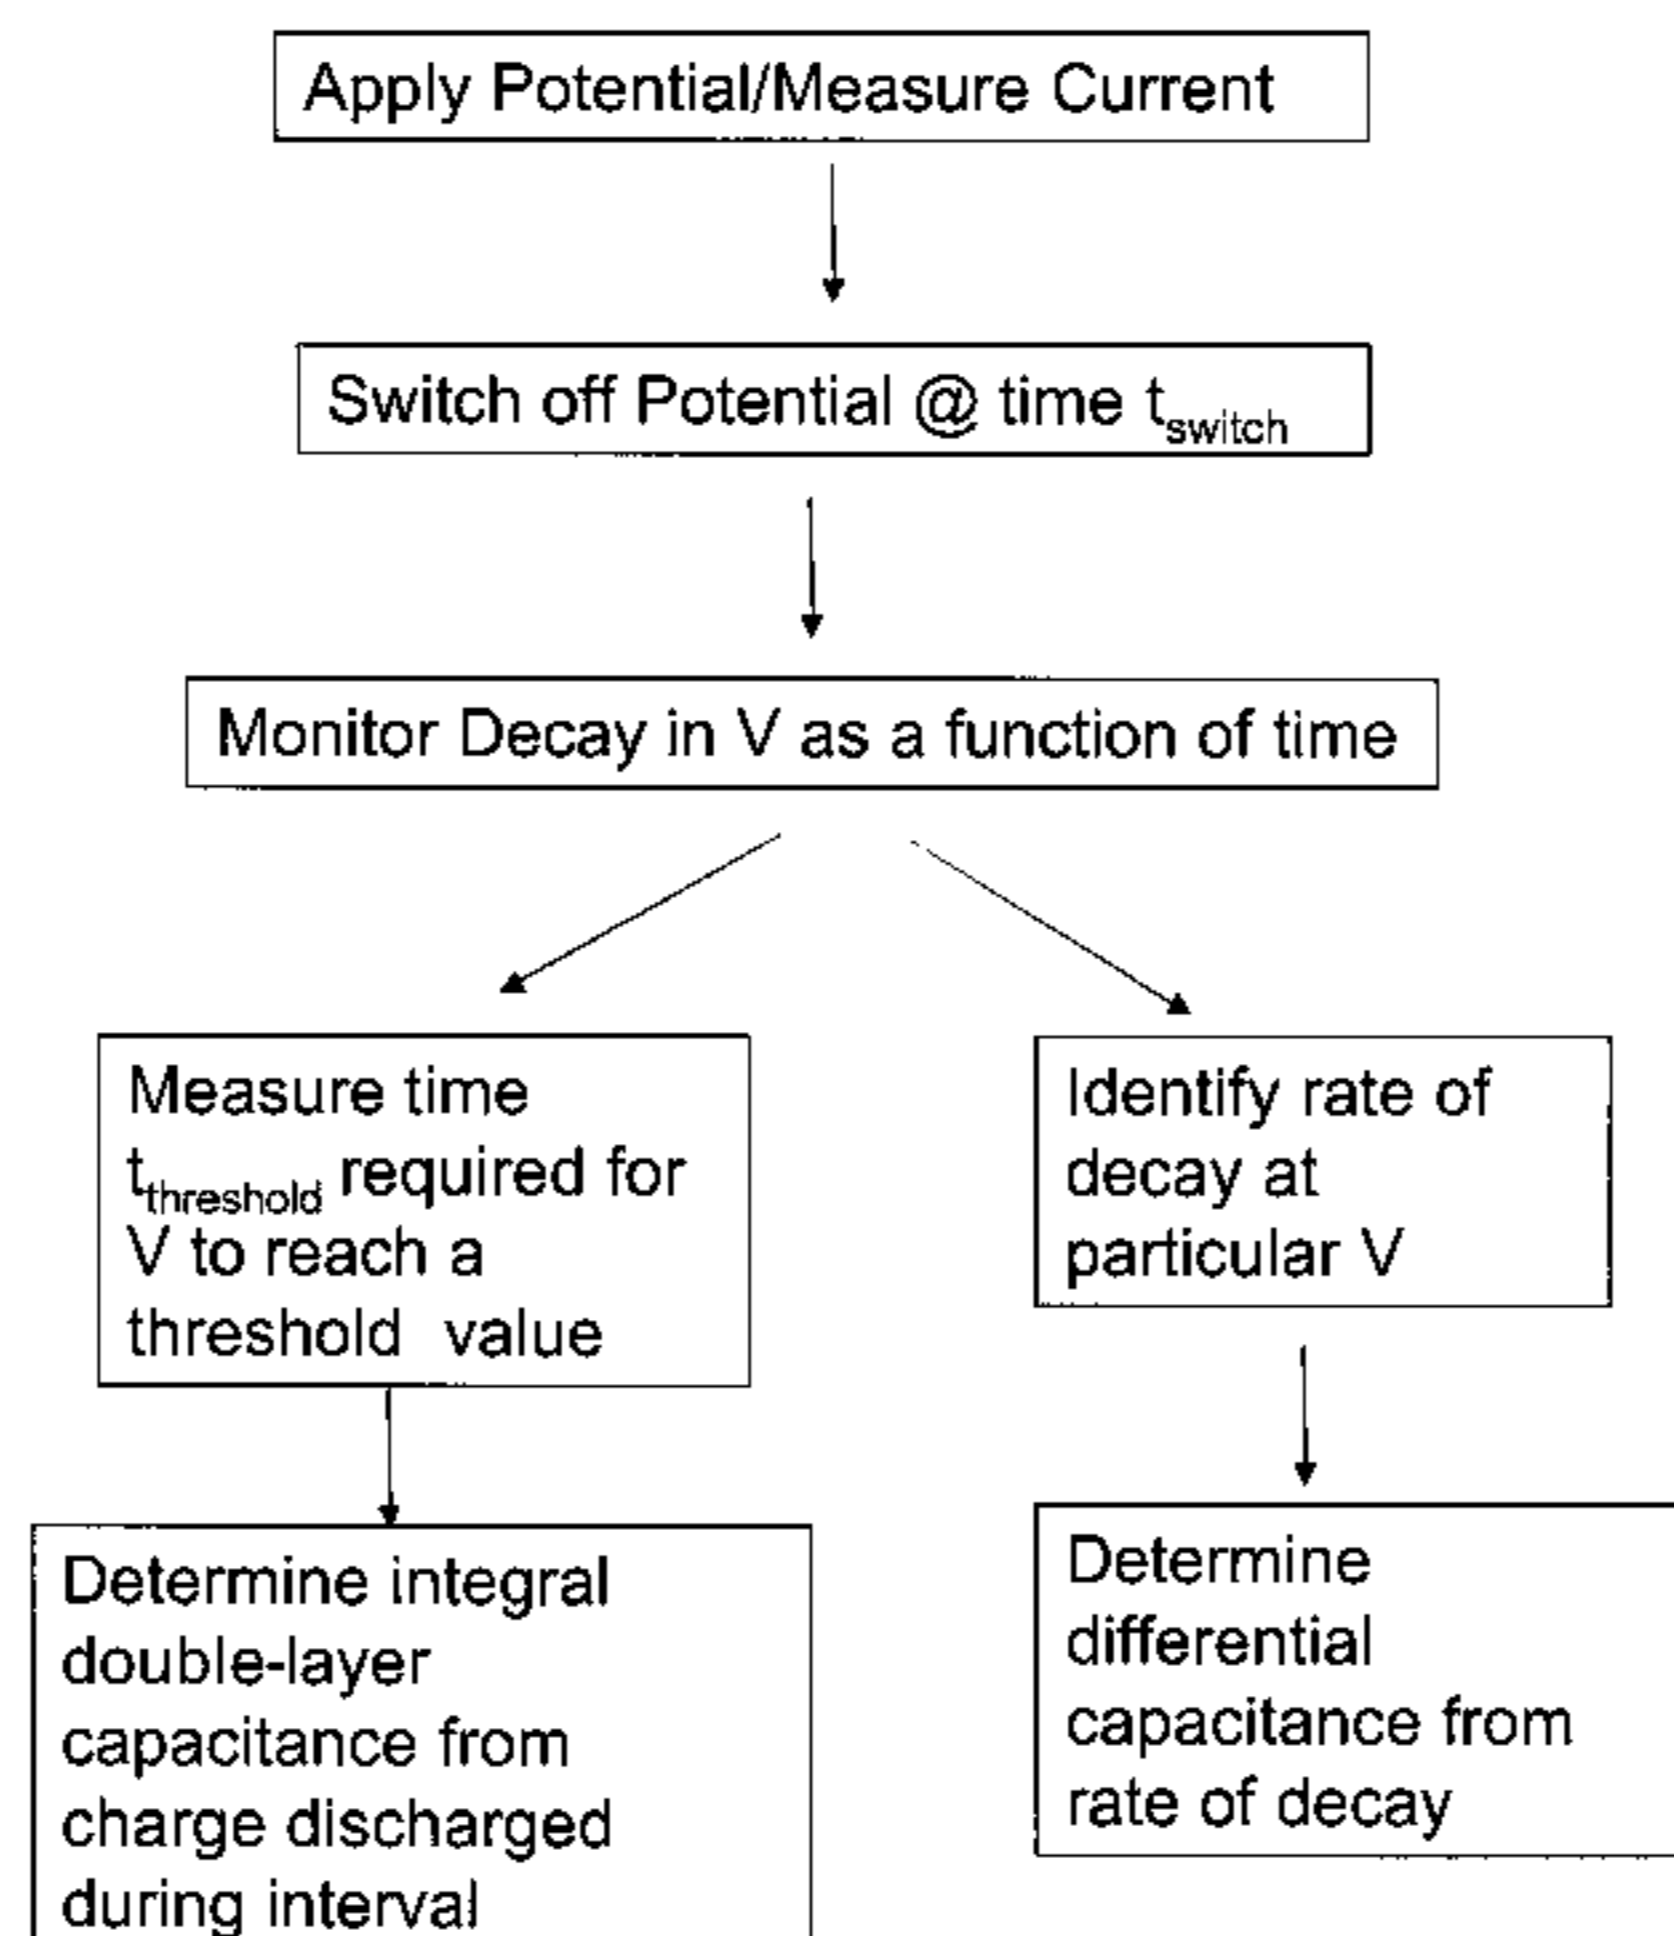 Apply Potential/Measure Current
Switch off Potential @ time tswitch
Monitor Decay in V as a function of time
Measure time
tthreshold required for
V to reach a
threshold value
Identify rate of
decay at
particular V
Determine integral
double-layer
capacitance from
charge discharged
during interval
Determine
differential
capacitance from
rate of decay